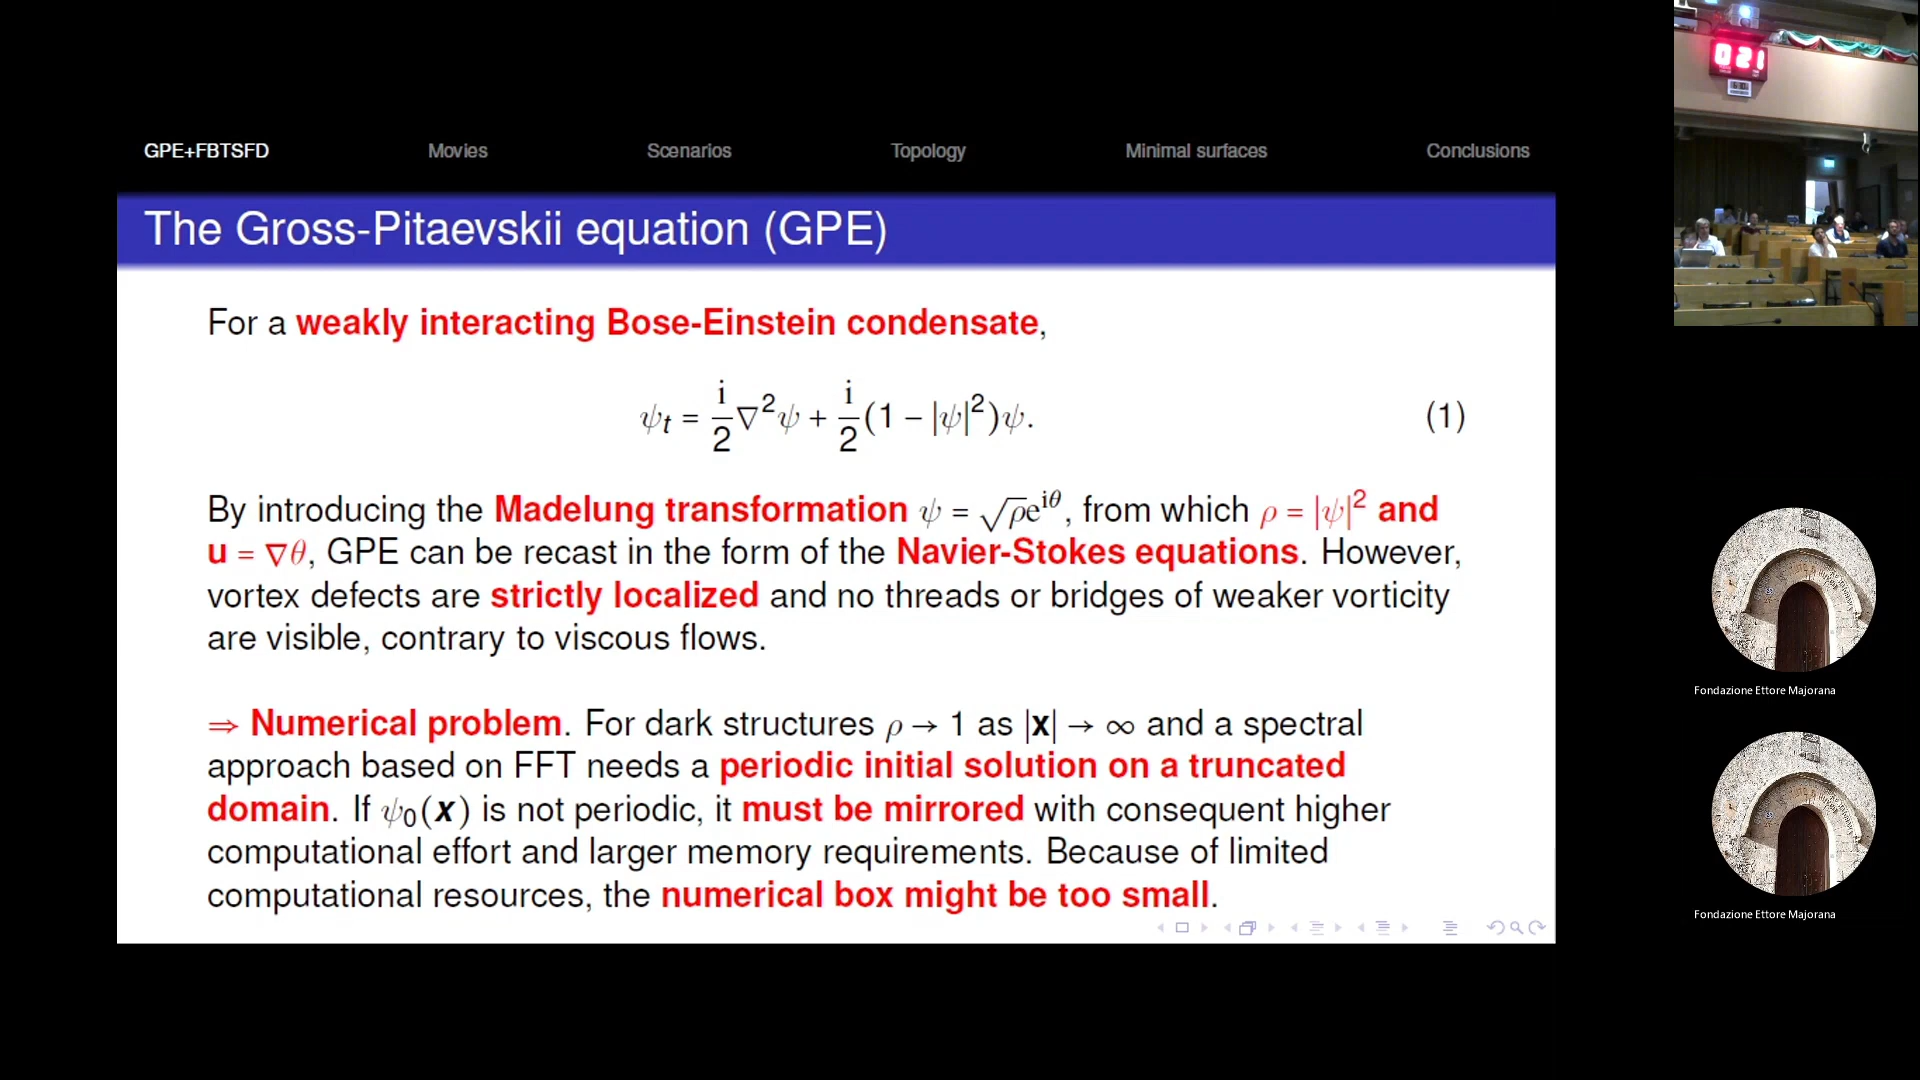 GPE+FBTSFD Movies Scenarios Topology Minimal surfaces Conclusions
The Gross-Pitaevskii equation (GPE)
For a weakly interacting Bose-Einstein condensate,
ψt = i/2 ∇²ψ + i/2 (1 − |ψ|²)ψ. (1)
By introducing the Madelung transformation ψ = √ρe^{iθ}, from which ρ = |ψ|² and
u = ∇θ, GPE can be recast in the form of the Navier-Stokes equations. However,
vortex defects are strictly localized and no threads or bridges of weaker vorticity
are visible, contrary to viscous flows.
⇒ Numerical problem. For dark structures ρ → 1 as |x| → ∞ and a spectral
approach based on FFT needs a periodic initial solution on a truncated
domain. If ψ₀(x) is not periodic, it must be mirrored with consequent higher
computational effort and larger memory requirements. Because of limited
computational resources, the numerical box might be too small.
021
Fondazione Ettore Majorana
Fondazione Ettore Majorana